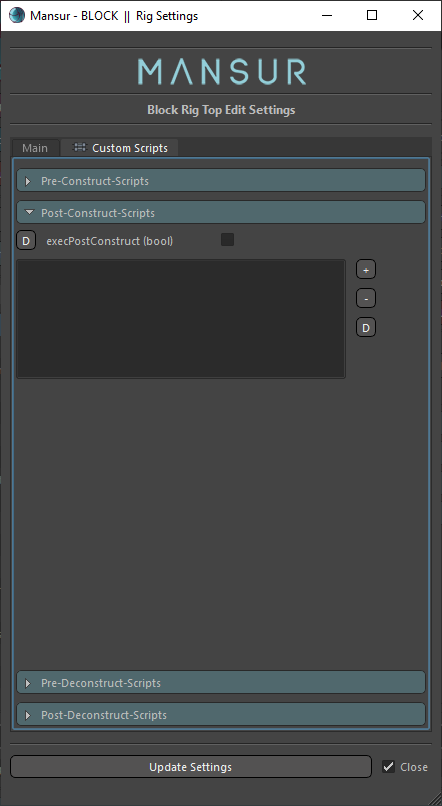 Mansur - BLOCK || Rig Settings
MANSUR
Block Rig Top Edit Settings
Main
Custom Scripts
Pre-Construct-Scripts
Post-Construct-Scripts
D
execPostConstruct (bool)
+
-
D
Pre-Deconstruct-Scripts
Post-Deconstruct-Scripts
Update Settings
Close